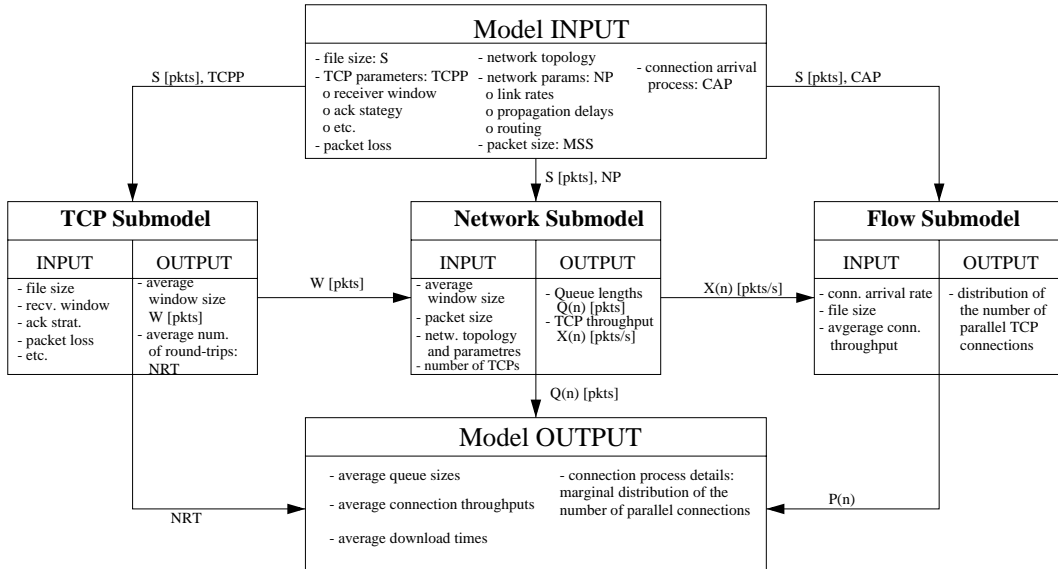 Model INPUT
- file size: S
- TCP parameters: TCPP
o receiver window
o ack stategy
o etc.
- packet loss
- network topology
- network params: NP
o link rates
o propagation delays
o routing
- packet size: MSS
- connection arrival
process: CAP
S [pkts], TCPP
S [pkts], CAP
S [pkts], NP
TCP Submodel
INPUT
- file size
- recv. window
- ack strat.
- packet loss
- etc.
OUTPUT
- average
window size
W [pkts]
- average num.
of round-trips:
NRT
W [pkts]
Network Submodel
INPUT
- average
window size
- packet size
- netw. topology
and parametres
- number of TCPs
OUTPUT
- Queue lengths
Q(n) [pkts]
- TCP throughput
X(n) [pkts/s]
X(n) [pkts/s]
Flow Submodel
INPUT
- conn. arrival rate
- file size
- avgerage conn.
throughput
OUTPUT
- distribution of
the number of
parallel TCP
connections
Q(n) [pkts]
NRT
P(n)
Model OUTPUT
- average queue sizes
- average connection throughputs
- average download times
- connection process details:
marginal distribution of the
number of parallel connections